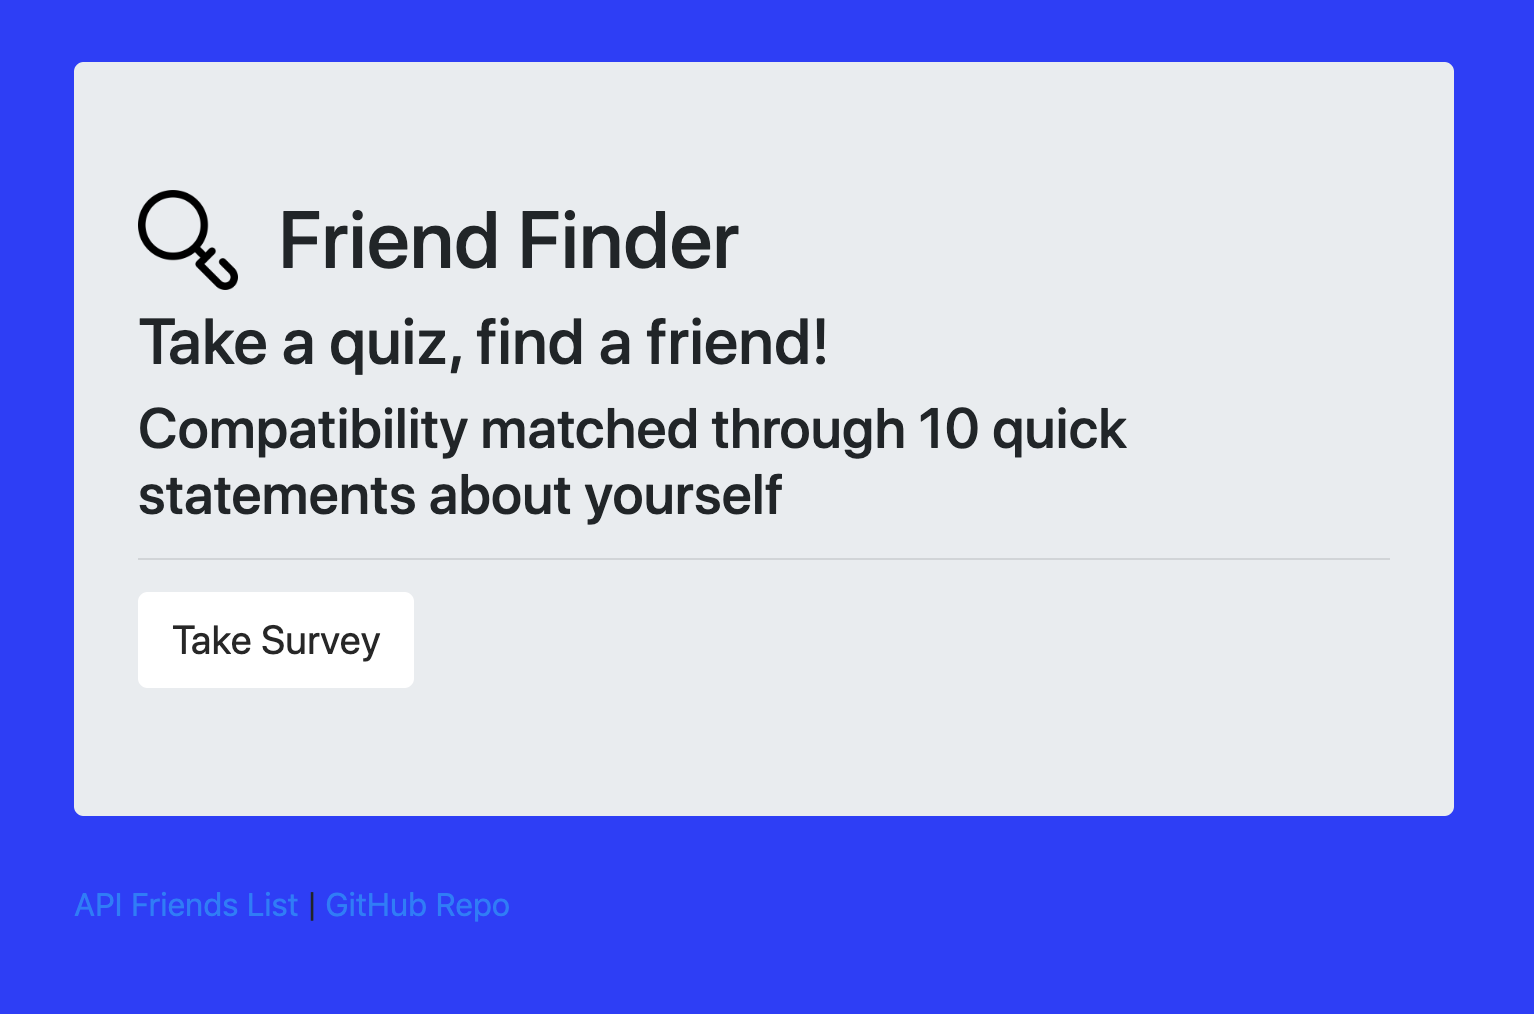 Friend Finder
Take a quiz, find a friend!
Compatibility matched through 10 quick
statements about yourself
Take Survey
API Friends List | GitHub Repo